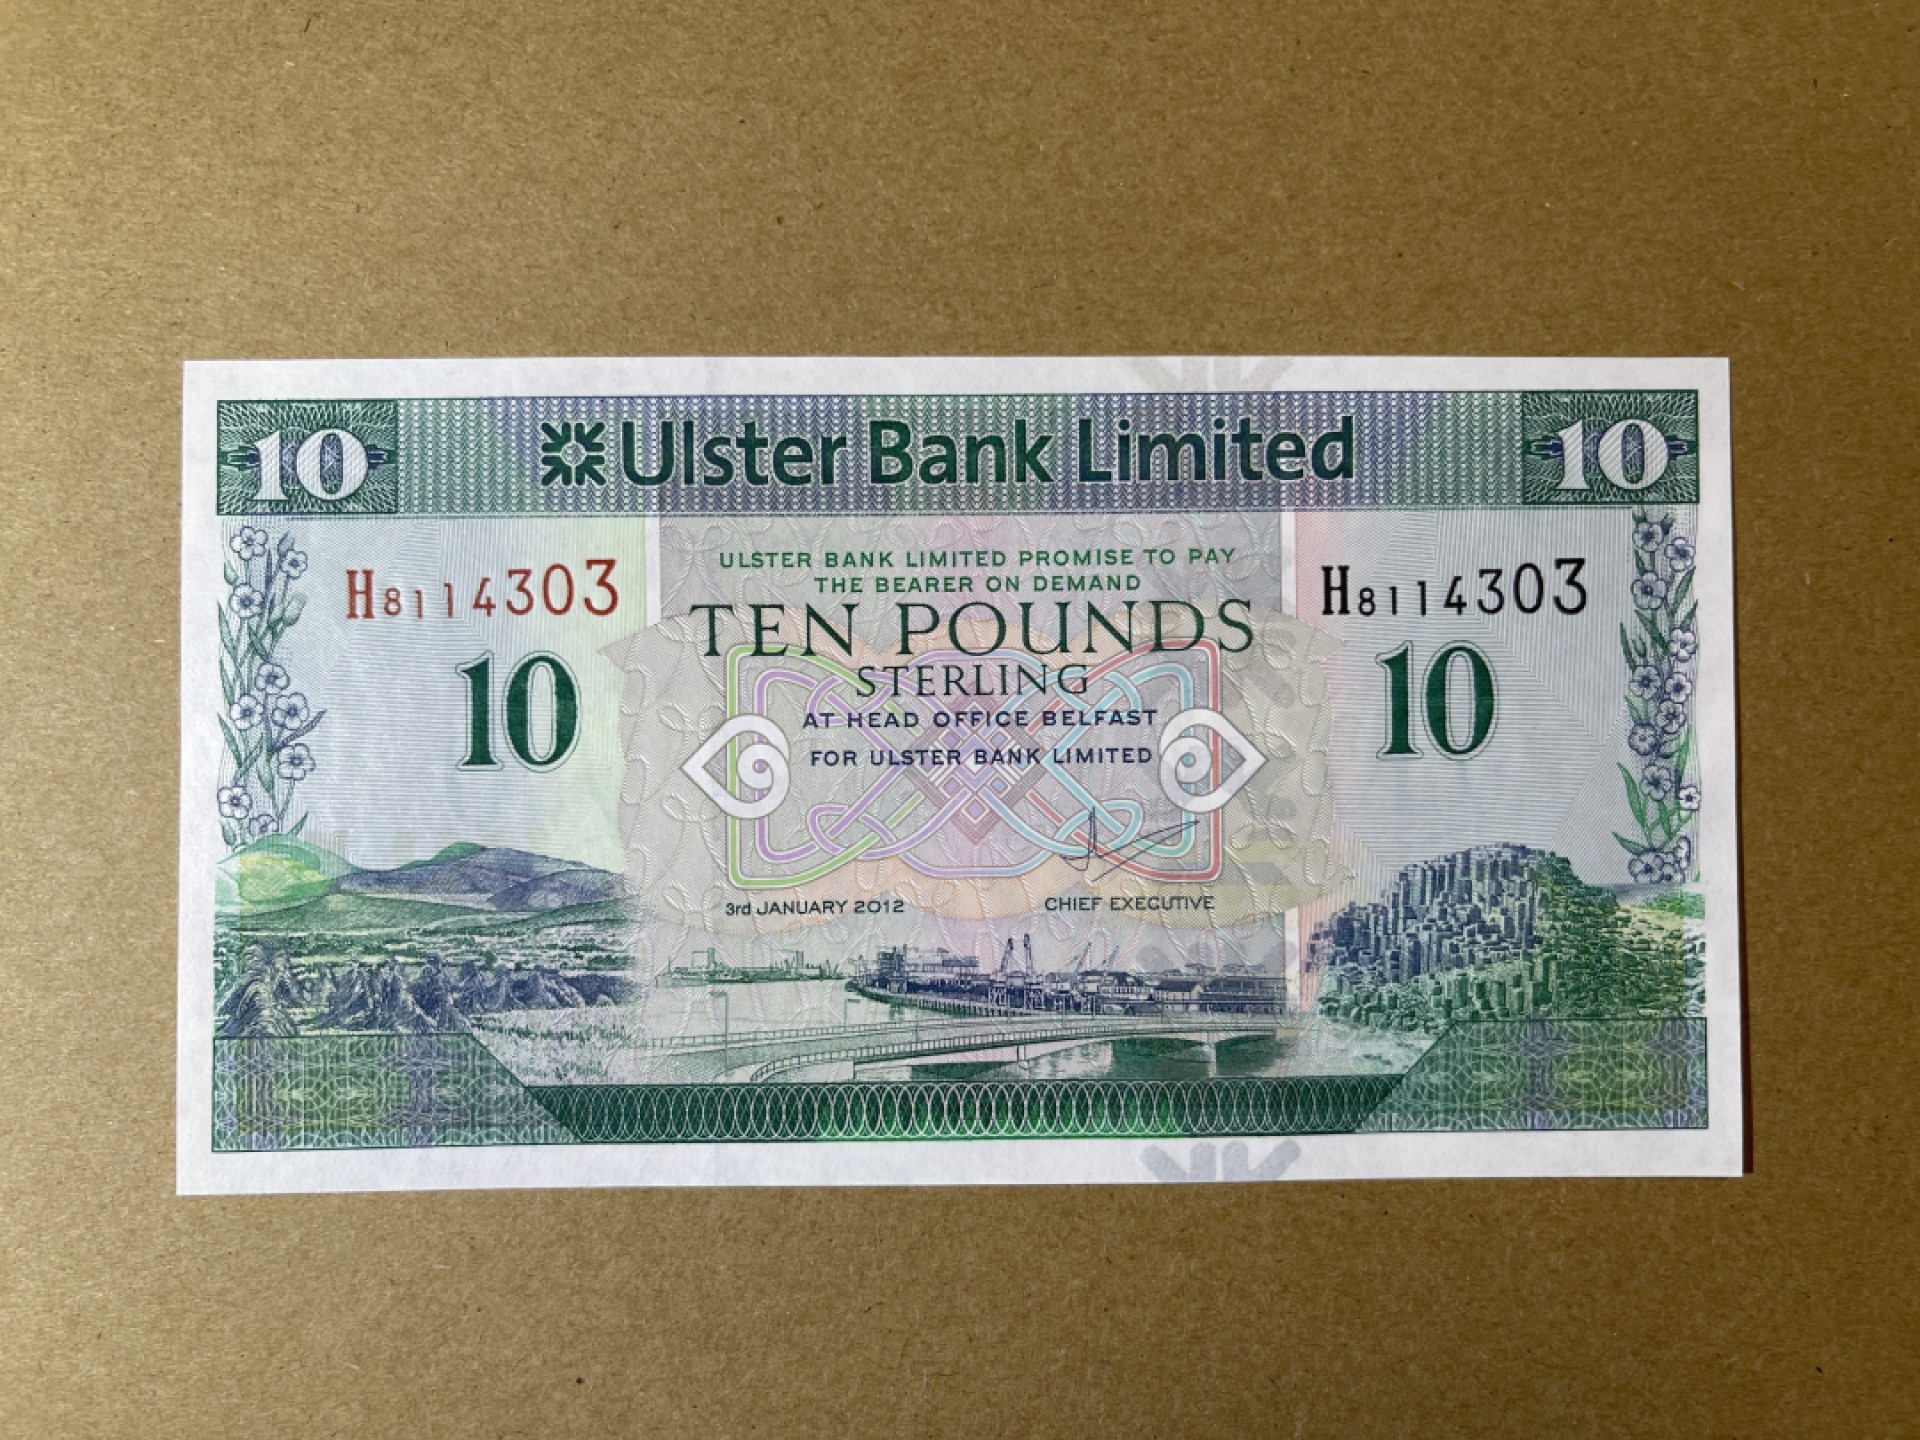 10 Ulster Bank Limited 10
ULSTER BANK LIMITED PROMISE TO PAY
THE BEARER ON DEMAND
H8114303 TEN POUNDS H8114303
STERLING
10 AT HEAD OFFICE BELFAST 10
FOR ULSTER BANK LIMITED
3rd JANUARY 2012 CHIEF EXECUTIVE